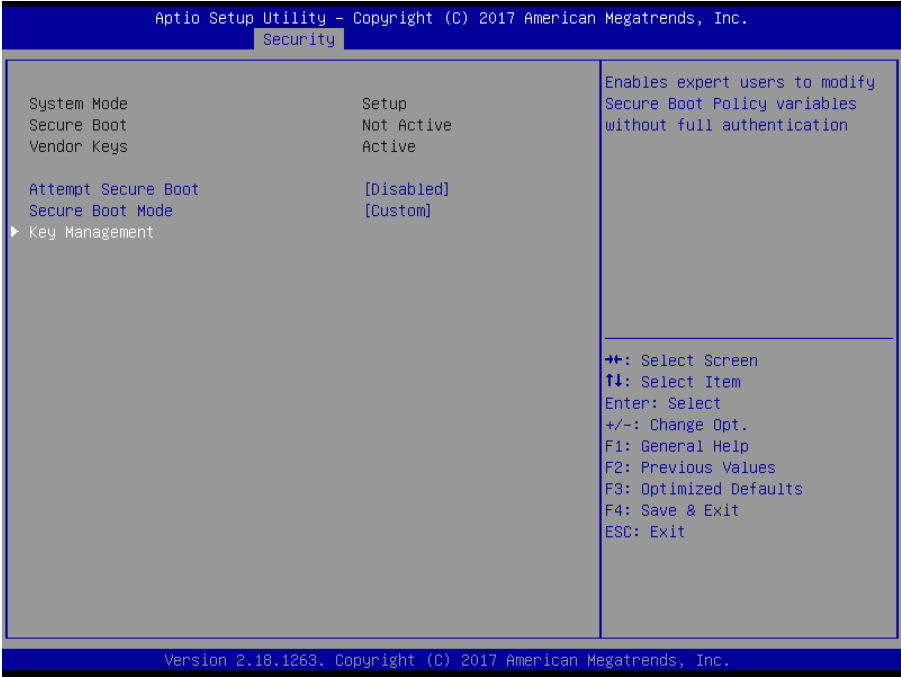 Aptio Setup Utility – Copyright (C) 2017 American Megatrends, Inc.
Security
System Mode Setup
Secure Boot Not Active
Vendor Keys Active
Attempt Secure Boot [Disabled]
Secure Boot Mode [Custom]
▶ Key Management
Enables expert users to modify
Secure Boot Policy variables
without full authentication
→←: Select Screen
↑↓: Select Item
Enter: Select
+/-: Change Opt.
F1: General Help
F2: Previous Values
F3: Optimized Defaults
F4: Save & Exit
ESC: Exit
Version 2.18.1263. Copyright (C) 2017 American Megatrends, Inc.